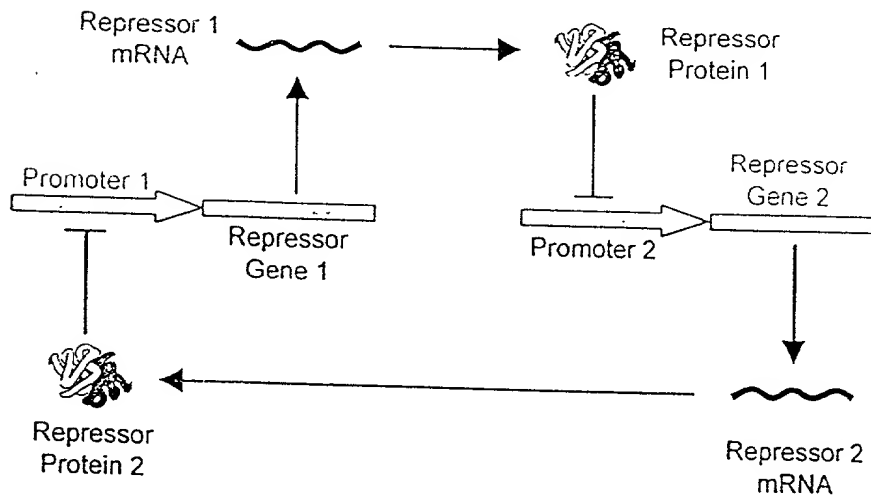 Repressor 1
mRNA
Repressor
Protein 1
Promoter 1
Repressor
Gene 1
Repressor
Gene 2
Promoter 2
Repressor
Protein 2
Repressor 2
mRNA